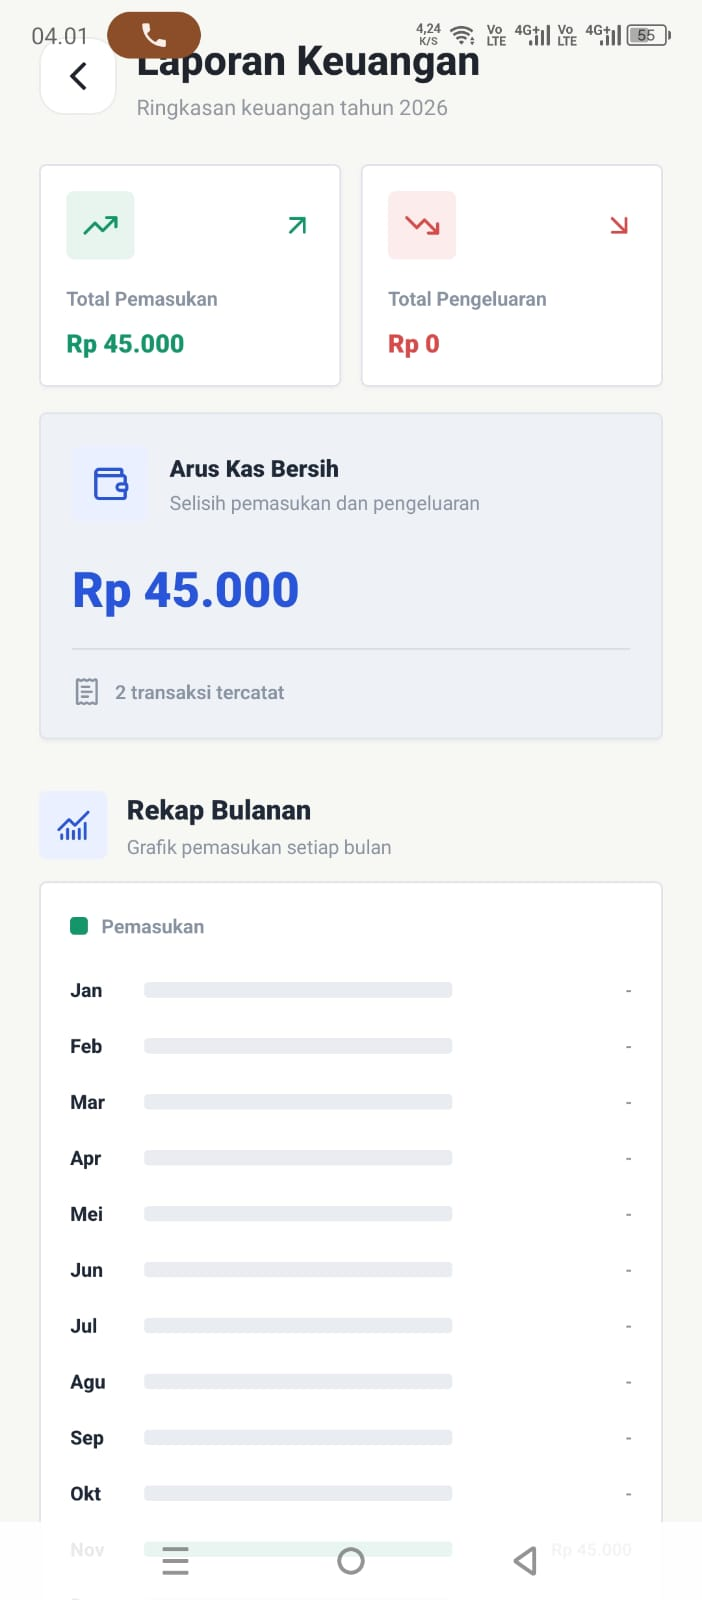 04.01
4,24 K/S
Vo LTE 4G+ Vo LTE 4G+ 55
Laporan Keuangan
Ringkasan keuangan tahun 2026
Total Pemasukan
Rp 45.000
Total Pengeluaran
Rp 0
Arus Kas Bersih
Selisih pemasukan dan pengeluaran
Rp 45.000
2 transaksi tercatat
Rekap Bulanan
Grafik pemasukan setiap bulan
Pemasukan
Jan -
Feb -
Mar -
Apr -
Mei -
Jun -
Jul -
Agu -
Sep -
Okt -
Nov Rp 45.000